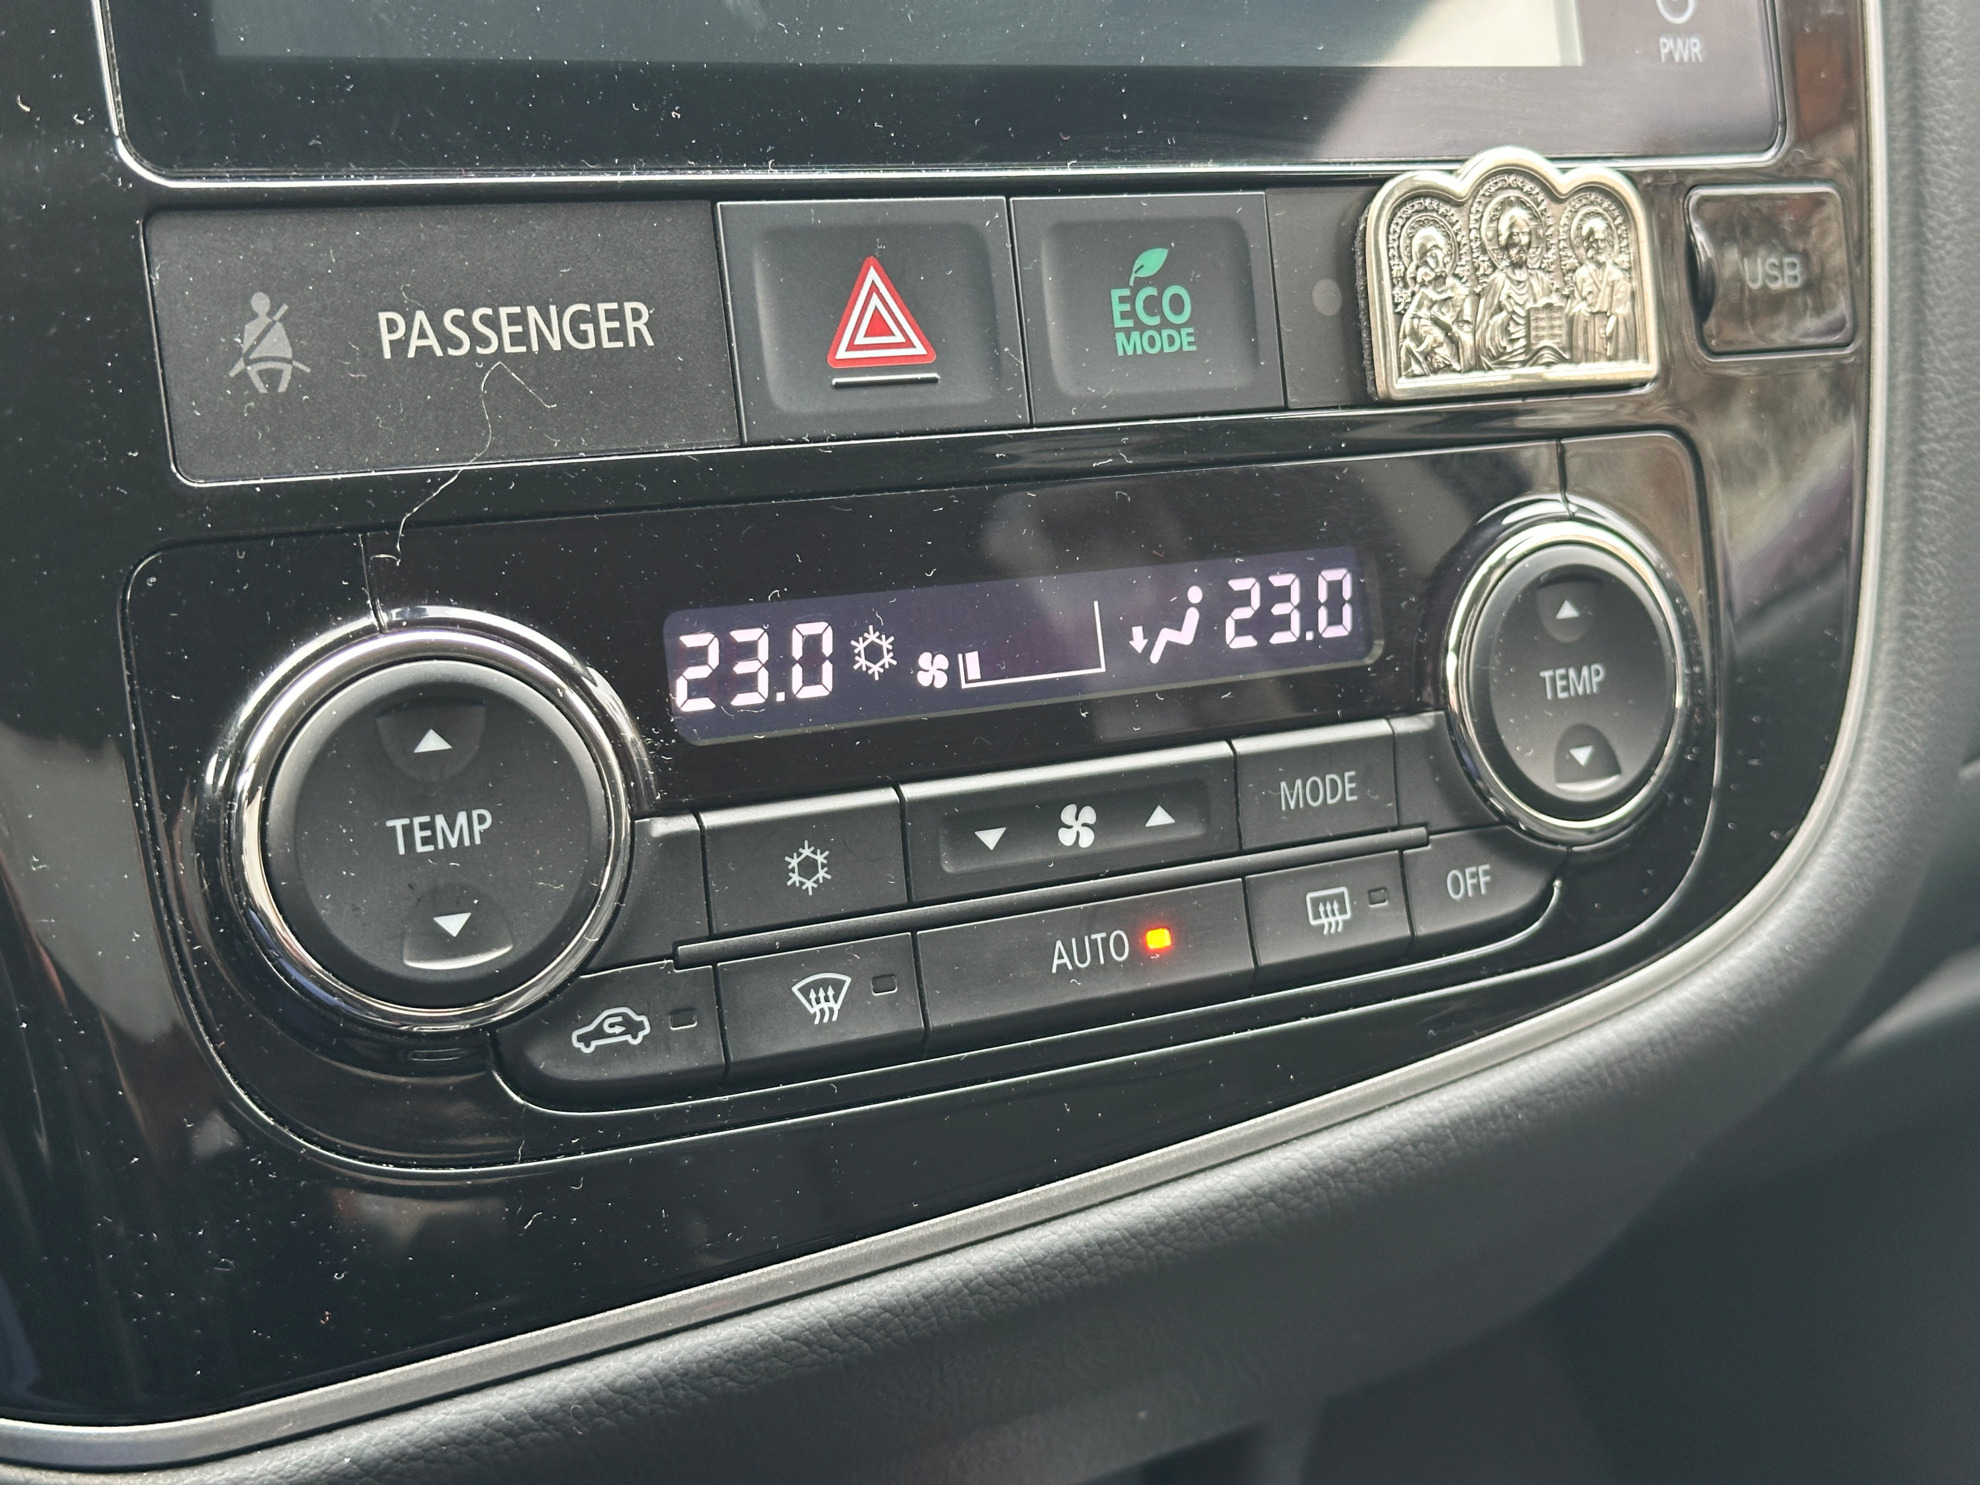 PWR
PASSENGER
ECO
MODE
USB
23.0
23.0
TEMP
TEMP
MODE
AUTO
OFF